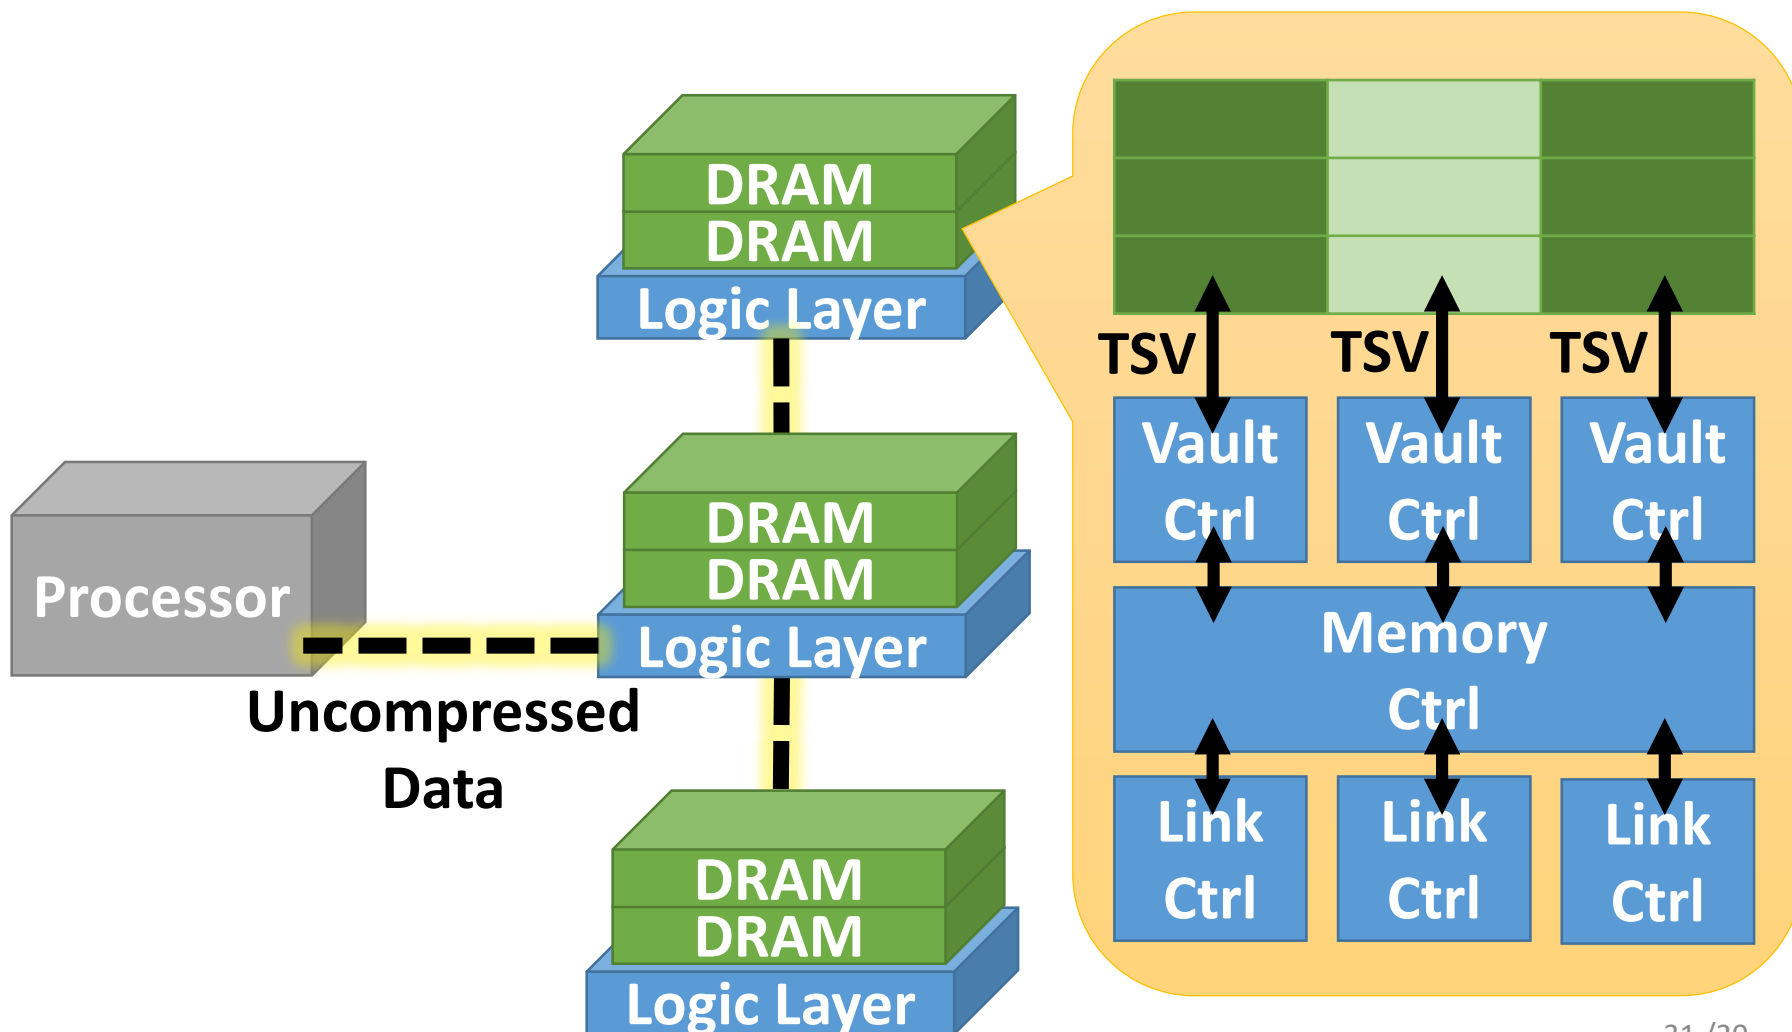 DRAM
DRAM
Logic Layer
Processor
Uncompressed
Data
DRAM
DRAM
Logic Layer
DRAM
DRAM
Logic Layer
TSV TSV TSV
Vault Vault Vault
Ctrl Ctrl Ctrl
Memory
Ctrl
Link Link Link
Ctrl Ctrl Ctrl